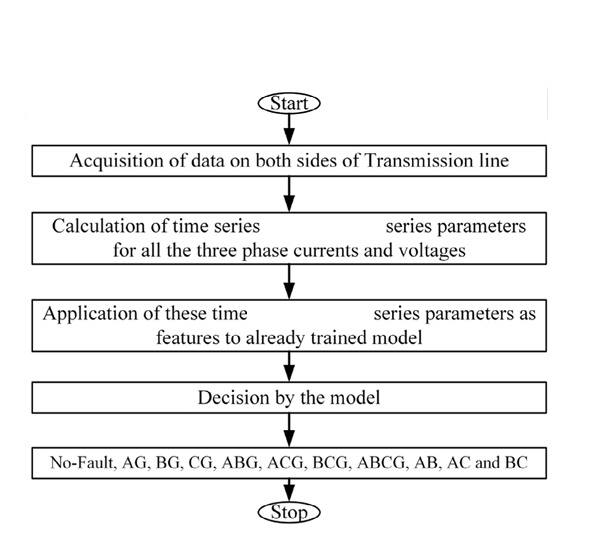 Start
Acquisition of data on both sides of Transmission line
Calculation of time series series parameters
for all the three phase currents and voltages
Application of these time series parameters as
features to already trained model
Decision by the model
No-Fault, AG, BG, CG, ABG, ACG, BCG, ABCG, AB, AC and BC
Stop